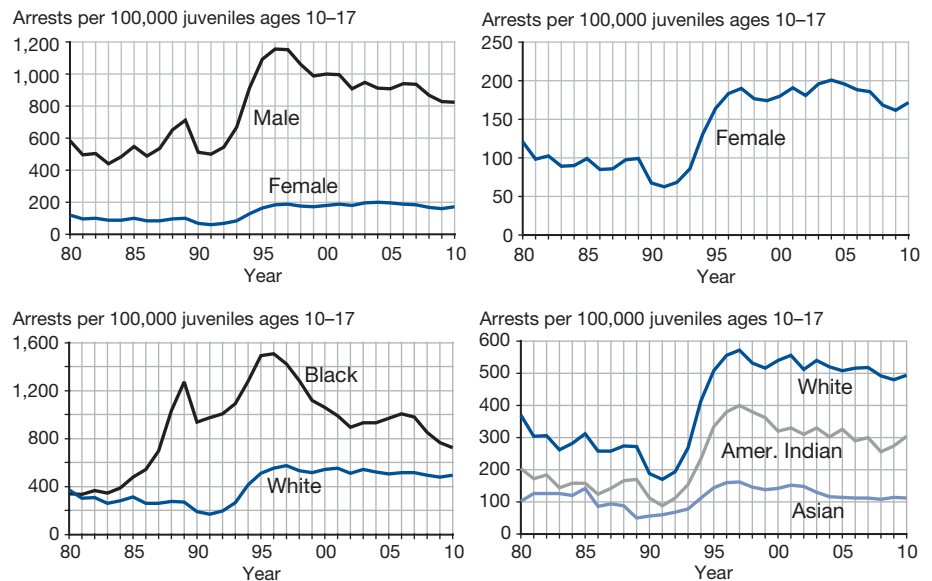 Arrests per 100,000 juveniles ages 10–17
1,200
1,000
800
600
400
200
0
Male
Female
80 85 90 95 00 05 10
Year
Arrests per 100,000 juveniles ages 10–17
250
200
150
100
50
0
Female
80 85 90 95 00 05 10
Year
Arrests per 100,000 juveniles ages 10–17
1,600
1,200
800
400
0
Black
White
80 85 90 95 00 05 10
Year
Arrests per 100,000 juveniles ages 10–17
600
500
400
300
200
100
0
White
Amer. Indian
Asian
80 85 90 95 00 05 10
Year